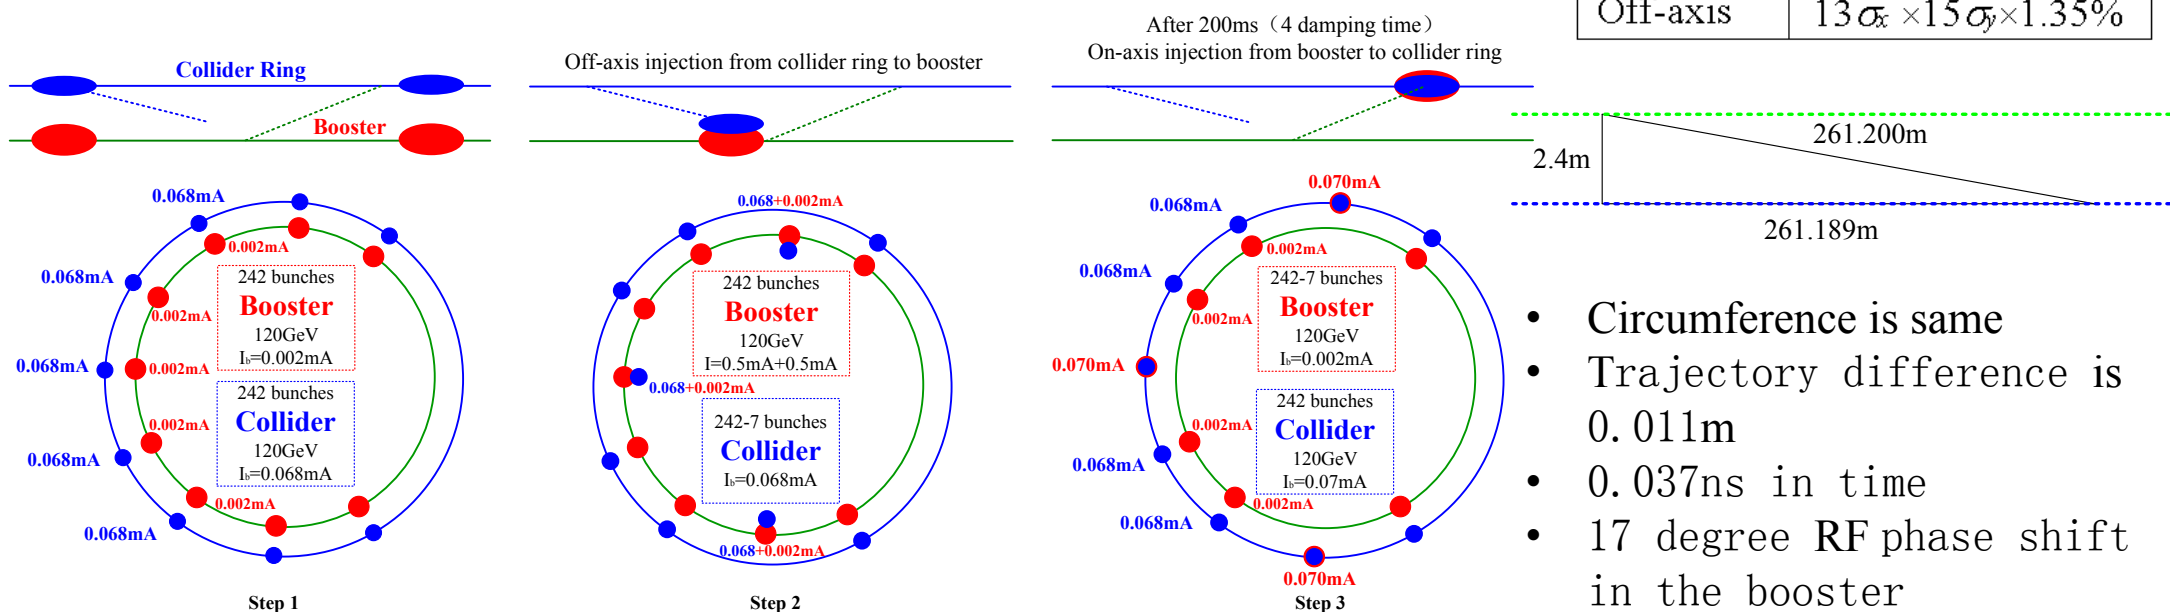 Collider Ring
Booster
0.068mA
0.068mA
0.068mA
0.068mA
0.068mA
0.002mA
0.002mA
0.002mA
0.002mA
0.002mA
242 bunches
Booster
120GeV
Ib=0.002mA
242 bunches
Collider
120GeV
Ib=0.068mA
Step 1
Off-axis injection from collider ring to booster
0.068+0.002mA
242 bunches
Booster
120GeV
I=0.5mA+0.5mA
0.068+0.002mA
242-7 bunches
Collider
Ib=0.068mA
0.068+0.002mA
Step 2
After 200ms（4 damping time）
On-axis injection from booster to collider ring
0.070mA
0.068mA
0.068mA
0.070mA
0.068mA
0.068mA
0.070mA
0.002mA
0.002mA
0.002mA
0.002mA
242-7 bunches
Booster
120GeV
Ib=0.002mA
242 bunches
Collider
120GeV
Ib=0.07mA
Step 3
Off-axis 13σx ×15σy×1.35%
261.200m
2.4m
261.189m
• Circumference is same
• Trajectory difference is
0.011m
• 0.037ns in time
• 17 degree RF phase shift
in the booster